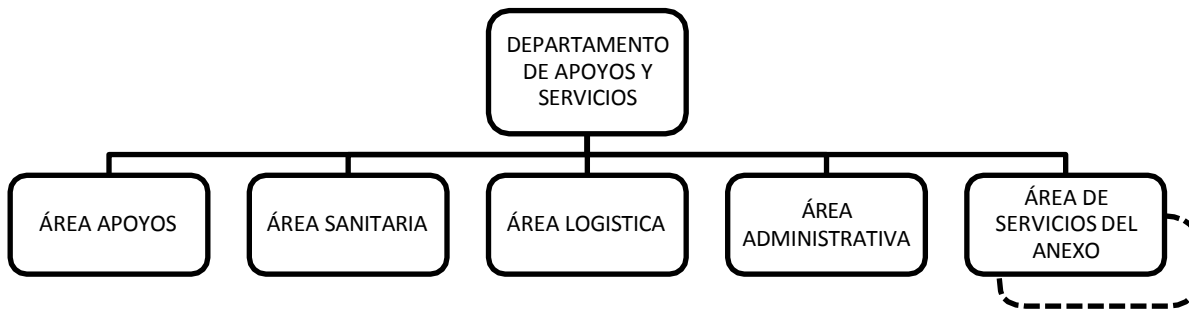 DEPARTAMENTO
DE APOYOS Y
SERVICIOS
ÁREA APOYOS
ÁREA SANITARIA
ÁREA LOGISTICA
ÁREA
ADMINISTRATIVA
ÁREA DE
SERVICIOS DEL
ANEXO